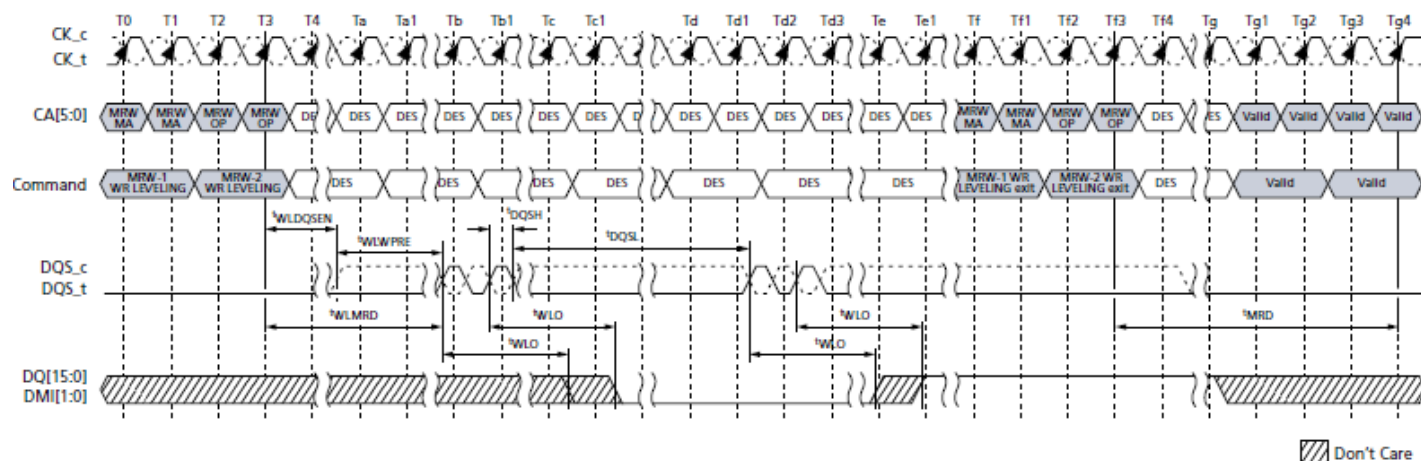 T0 T1 T2 T3 T4 Ta Ta1 Tb Tb1 Tc Tc1 Td Td1 Td2 Td3 Te Te1 Tf Tf1 Tf2 Tf3 Tf4 Tg Tg1 Tg2 Tg3 Tg4
CK_c
CK_t
CA[5:0] MRW MA MRW MA MRW OP MRW OP DES DES DES DES DES DES DES DES DES DES DES DES DES MRW MA MRW MA MRW OP MRW OP DES ES Valid Valid Valid Valid
Command MRW-1 WR LEVELING MRW-2 WR LEVELING DES DES DES DES DES DES DES MRW-1 WR LEVELING exit MRW-2 WR LEVELING exit DES Valid Valid
tWLDQSEN tDQSH
tWLWPRE tDQSL
DQS_c
DQS_t
tWLMRD tWLO tWLO tMRD
tWLO tWLO
DQ[15:0]
DMI[1:0]
Don't Care